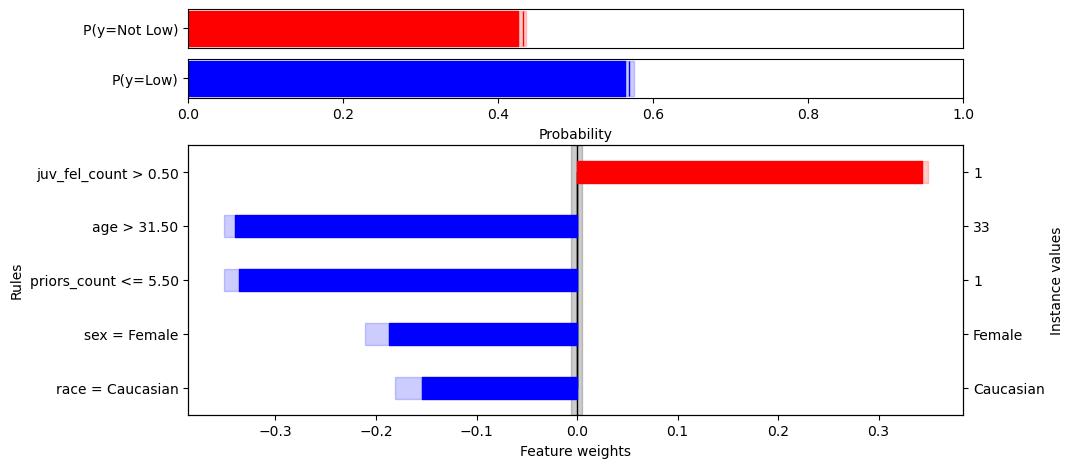 P(y=Not Low)
P(y=Low)
0.0 0.2 0.4 0.6 0.8 1.0
Probability
juv_fel_count > 0.50 1
age > 31.50 33
priors_count <= 5.50 1
sex = Female Female
race = Caucasian Caucasian
Rules
Instance values
−0.3 −0.2 −0.1 0.0 0.1 0.2 0.3
Feature weights